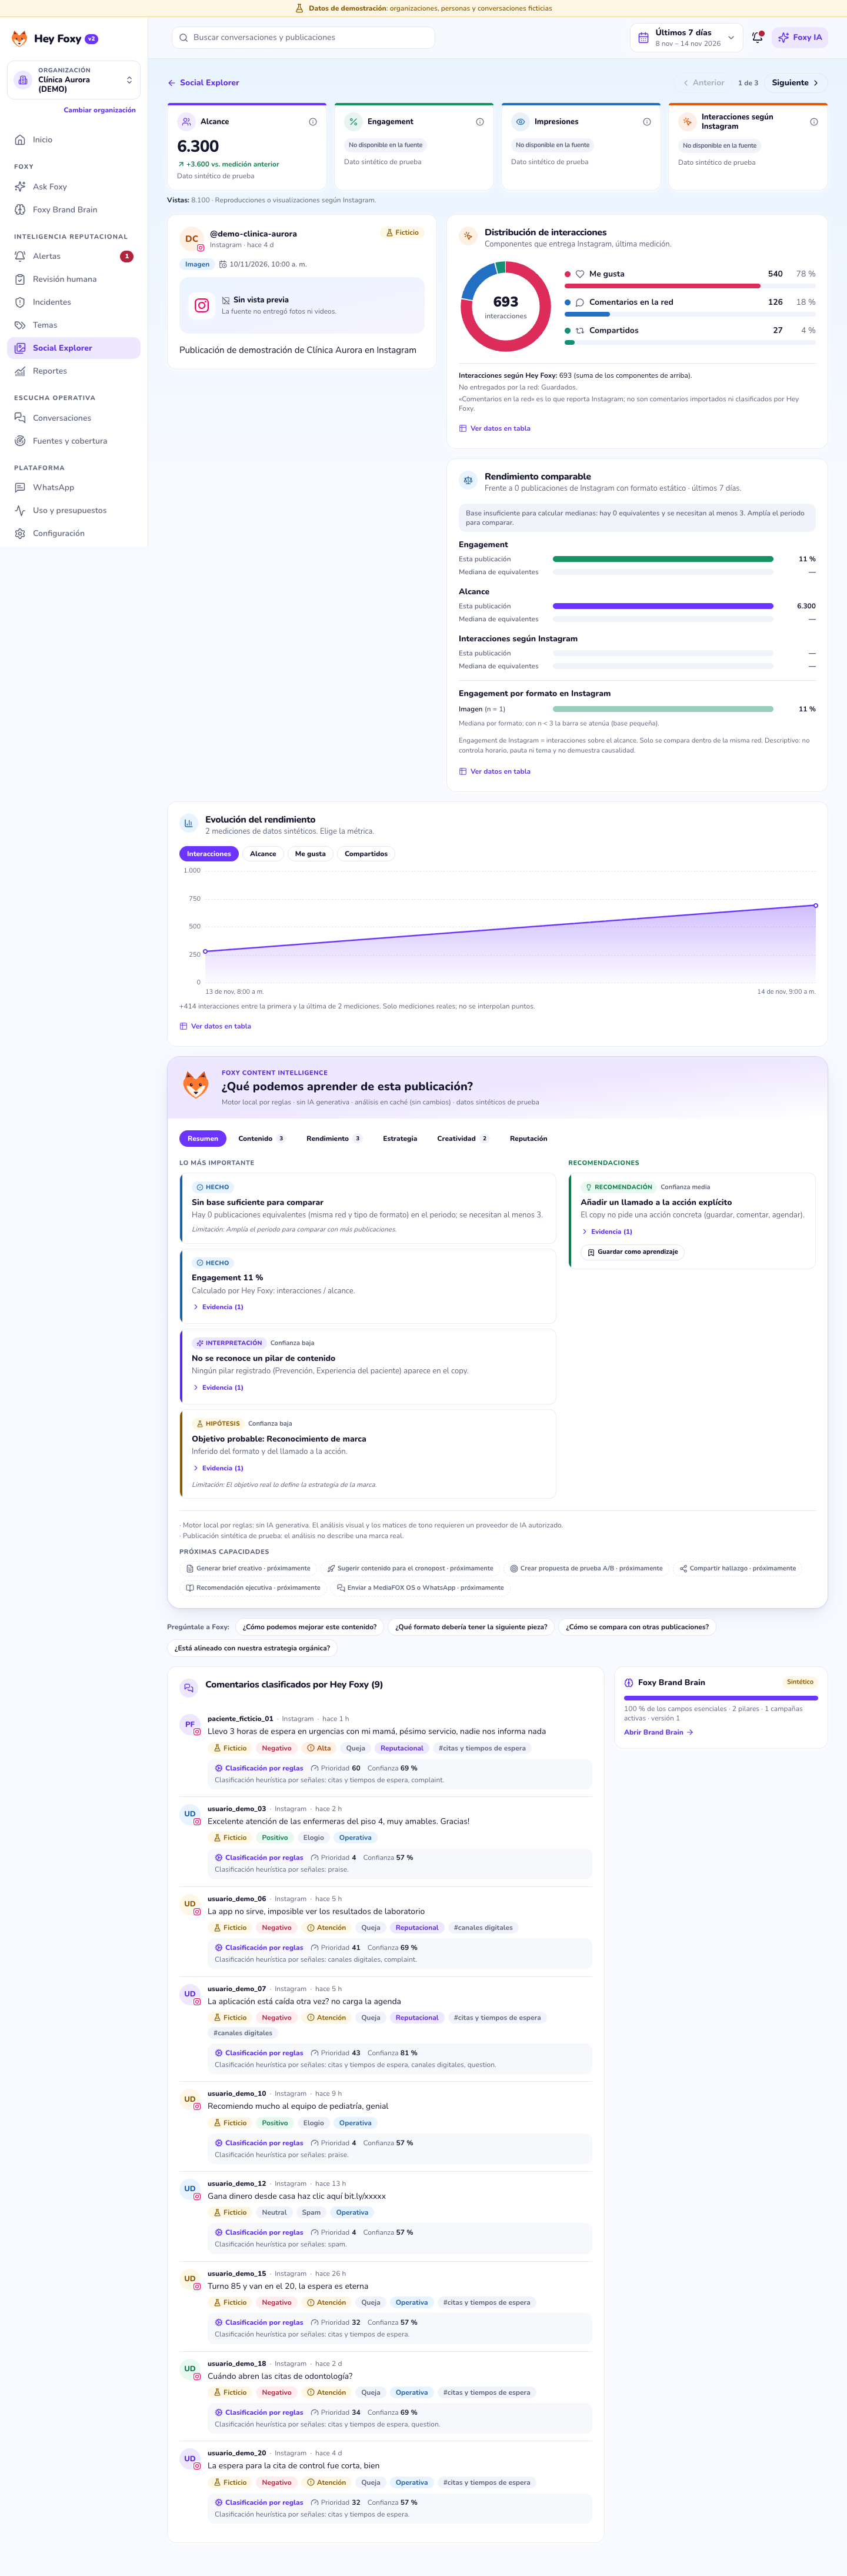 Datos de demostración: organizaciones, personas y conversaciones ficticias
Hey Foxy v2
ORGANIZACIÓN
Clínica Aurora (DEMO)
Cambiar organización
Inicio
FOXY
Ask Foxy
Foxy Brand Brain
INTELIGENCIA REPUTACIONAL
Alertas 1
Revisión humana
Incidentes
Temas
Social Explorer
Reportes
ESCUCHA OPERATIVA
Conversaciones
Fuentes y cobertura
PLATAFORMA
WhatsApp
Uso y presupuestos
Configuración
Buscar conversaciones y publicaciones
Últimos 7 días
8 nov – 14 nov 2026
Foxy IA
Social Explorer
Anterior 1 de 3 Siguiente
Alcance
6.300
+3.600 vs. medición anterior
Dato sintético de prueba
Engagement
No disponible en la fuente
Dato sintético de prueba
Impresiones
No disponible en la fuente
Dato sintético de prueba
Interacciones según Instagram
No disponible en la fuente
Dato sintético de prueba
Vistas: 8.100 · Reproducciones o visualizaciones según Instagram.
DC
@demo-clinica-aurora
Instagram · hace 4 d
Ficticio
Imagen 10/11/2026, 10:00 a. m.
Sin vista previa
La fuente no entregó fotos ni videos.
Publicación de demostración de Clínica Aurora en Instagram
Distribución de interacciones
Componentes que entrega Instagram, última medición.
693
interacciones
Me gusta 540 78 %
Comentarios en la red 126 18 %
Compartidos 27 4 %
Interacciones según Hey Foxy: 693 (suma de los componentes de arriba).
No entregados por la red: Guardados.
«Comentarios en la red» es lo que reporta Instagram; no son comentarios importados ni clasificados por Hey
Foxy.
Ver datos en tabla
Rendimiento comparable
Frente a 0 publicaciones de Instagram con formato estático · últimos 7 días.
Base insuficiente para calcular medianas: hay 0 equivalentes y se necesitan al menos 3. Amplía el periodo
para comparar.
Engagement
Esta publicación 11 %
Mediana de equivalentes —
Alcance
Esta publicación 6.300
Mediana de equivalentes —
Interacciones según Instagram
Esta publicación —
Mediana de equivalentes —
Engagement por formato en Instagram
Imagen (n = 1) 11 %
Mediana por formato; con n < 3 la barra se atenúa (base pequeña).
Engagement de Instagram = interacciones sobre el alcance. Solo se compara dentro de la misma red. Descriptivo: no
controla horario, pauta ni tema y no demuestra causalidad.
Ver datos en tabla
Evolución del rendimiento
2 mediciones de datos sintéticos. Elige la métrica.
Interacciones Alcance Me gusta Compartidos
1.000
750
500
250
0
13 de nov, 8:00 a m. 14 de nov, 9:00 a m.
+414 interacciones entre la primera y la última de 2 mediciones. Solo mediciones reales; no se interpolan puntos.
Ver datos en tabla
FOXY CONTENT INTELLIGENCE
¿Qué podemos aprender de esta publicación?
Motor local por reglas · sin IA generativa · análisis en caché (sin cambios) · datos sintéticos de prueba
Resumen Contenido 3 Rendimiento 3 Estrategia Creatividad 2 Reputación
LO MÁS IMPORTANTE
HECHO
Sin base suficiente para comparar
Hay 0 publicaciones equivalentes (misma red y tipo de formato) en el periodo; se necesitan al menos 3.
Limitación: Amplía el periodo para comparar con más publicaciones.
HECHO
Engagement 11 %
Calculado por Hey Foxy: interacciones / alcance.
Evidencia (1)
INTERPRETACIÓN Confianza baja
No se reconoce un pilar de contenido
Ningún pilar registrado (Prevención, Experiencia del paciente) aparece en el copy.
Evidencia (1)
HIPÓTESIS Confianza baja
Objetivo probable: Reconocimiento de marca
Inferido del formato y del llamado a la acción.
Evidencia (1)
Limitación: El objetivo real lo define la estrategia de la marca.
RECOMENDACIONES
RECOMENDACIÓN Confianza media
Añadir un llamado a la acción explícito
El copy no pide una acción concreta (guardar, comentar, agendar).
Evidencia (1)
Guardar como aprendizaje
· Motor local por reglas: sin IA generativa. El análisis visual y los matices de tono requieren un proveedor de IA autorizado.
· Publicación sintética de prueba: el análisis no describe una marca real.
PRÓXIMAS CAPACIDADES
Generar brief creativo · próximamente
Sugerir contenido para el cronopost · próximamente
Crear propuesta de prueba A/B · próximamente
Compartir hallazgo · próximamente
Recomendación ejecutiva · próximamente
Enviar a MediaFOX OS o WhatsApp · próximamente
Pregúntale a Foxy: ¿Cómo podemos mejorar este contenido? ¿Qué formato debería tener la siguiente pieza? ¿Cómo se compara con otras publicaciones?
¿Está alineado con nuestra estrategia orgánica?
Comentarios clasificados por Hey Foxy (9)
PF
paciente_ficticio_01 · Instagram · hace 1 h
Llevo 3 horas de espera en urgencias con mi mamá, pésimo servicio, nadie nos informa nada
Ficticio Negativo Alta Queja Reputacional #citas y tiempos de espera
Clasificación por reglas Prioridad 60 Confianza 69 %
Clasificación heurística por señales: citas y tiempos de espera, complaint.
UD
usuario_demo_03 · Instagram · hace 2 h
Excelente atención de las enfermeras del piso 4, muy amables. Gracias!
Ficticio Positivo Elogio Operativa
Clasificación por reglas Prioridad 4 Confianza 57 %
Clasificación heurística por señales: praise.
UD
usuario_demo_06 · Instagram · hace 5 h
La app no sirve, imposible ver los resultados de laboratorio
Ficticio Negativo Atención Queja Reputacional #canales digitales
Clasificación por reglas Prioridad 41 Confianza 69 %
Clasificación heurística por señales: canales digitales, complaint.
UD
usuario_demo_07 · Instagram · hace 5 h
La aplicación está caída otra vez? no carga la agenda
Ficticio Negativo Atención Queja Reputacional #citas y tiempos de espera
#canales digitales
Clasificación por reglas Prioridad 43 Confianza 81 %
Clasificación heurística por señales: citas y tiempos de espera, canales digitales, question.
UD
usuario_demo_10 · Instagram · hace 9 h
Recomiendo mucho al equipo de pediatría, genial
Ficticio Positivo Elogio Operativa
Clasificación por reglas Prioridad 4 Confianza 57 %
Clasificación heurística por señales: praise.
UD
usuario_demo_12 · Instagram · hace 13 h
Gana dinero desde casa haz clic aquí bit.ly/xxxxx
Ficticio Neutral Spam Operativa
Clasificación por reglas Prioridad 4 Confianza 57 %
Clasificación heurística por señales: spam.
UD
usuario_demo_15 · Instagram · hace 26 h
Turno 85 y van en el 20, la espera es eterna
Ficticio Negativo Atención Queja Operativa #citas y tiempos de espera
Clasificación por reglas Prioridad 32 Confianza 57 %
Clasificación heurística por señales: citas y tiempos de espera.
UD
usuario_demo_18 · Instagram · hace 2 d
Cuándo abren las citas de odontología?
Ficticio Negativo Atención Queja Operativa #citas y tiempos de espera
Clasificación por reglas Prioridad 34 Confianza 69 %
Clasificación heurística por señales: citas y tiempos de espera, question.
UD
usuario_demo_20 · Instagram · hace 4 d
La espera para la cita de control fue corta, bien
Ficticio Negativo Atención Queja Operativa #citas y tiempos de espera
Clasificación por reglas Prioridad 32 Confianza 57 %
Clasificación heurística por señales: citas y tiempos de espera.
Foxy Brand Brain Sintético
100 % de los campos esenciales · 2 pilares · 1 campañas
activas · versión 1
Abrir Brand Brain